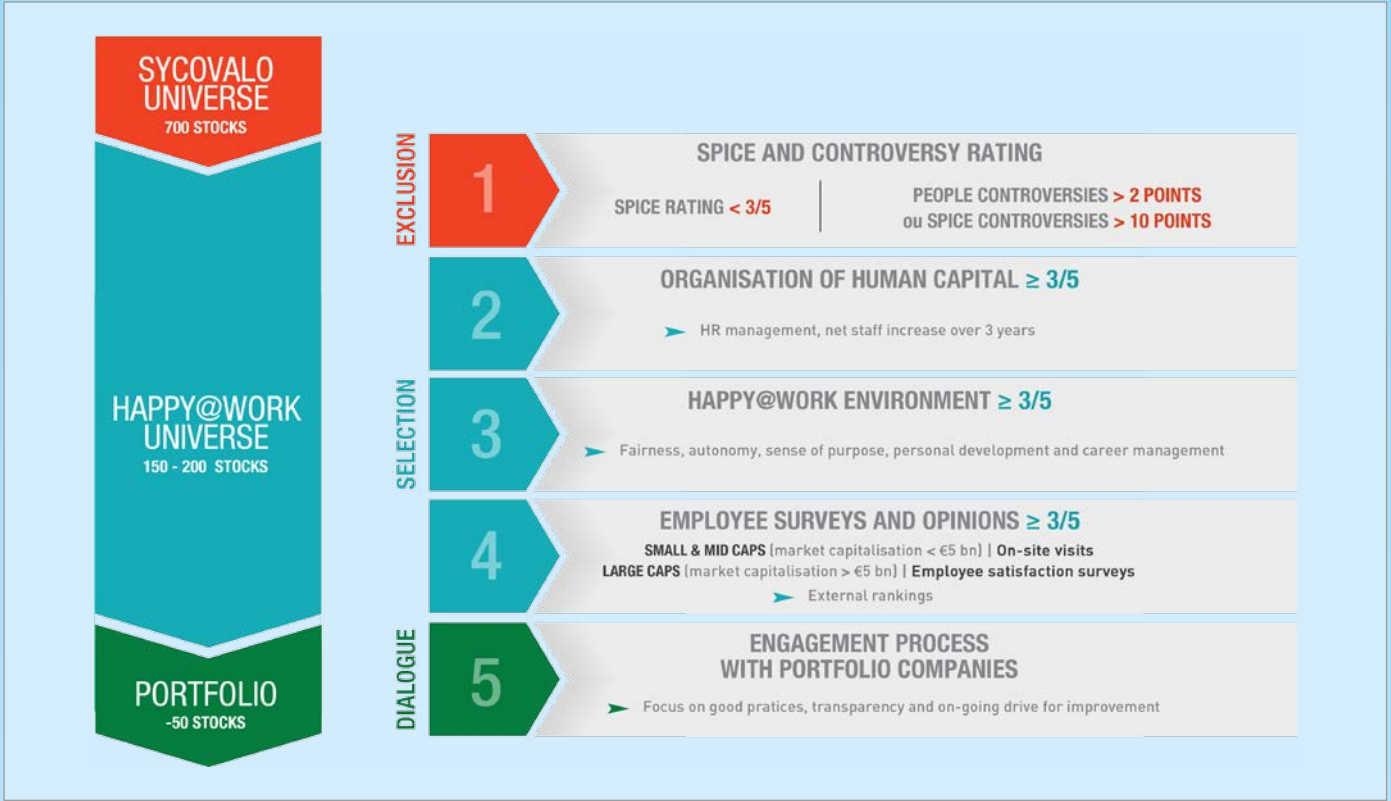 SYCOVALO
UNIVERSE
700 STOCKS
HAPPY@WORK
UNIVERSE
150 - 200 STOCKS
PORTFOLIO
-50 STOCKS
EXCLUSION
1
SPICE AND CONTROVERSY RATING
SPICE RATING < 3/5
PEOPLE CONTROVERSIES > 2 POINTS
ou SPICE CONTROVERSIES > 10 POINTS
SELECTION
2
ORGANISATION OF HUMAN CAPITAL ≥ 3/5
HR management, net staff increase over 3 years
3
HAPPY@WORK ENVIRONMENT ≥ 3/5
Fairness, autonomy, sense of purpose, personal development and career management
4
EMPLOYEE SURVEYS AND OPINIONS ≥ 3/5
SMALL & MID CAPS (market capitalisation < €5 bn) | On-site visits
LARGE CAPS (market capitalisation > €5 bn) | Employee satisfaction surveys
External rankings
DIALOGUE
5
ENGAGEMENT PROCESS
WITH PORTFOLIO COMPANIES
Focus on good pratices, transparency and on-going drive for improvement